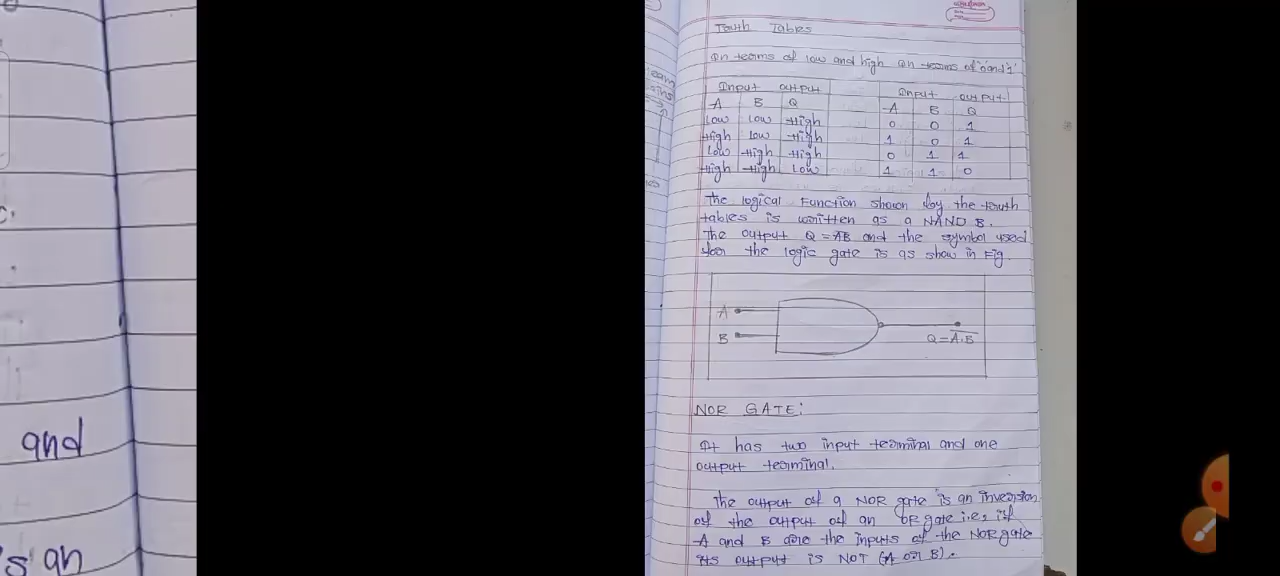 and
's an
Truth Tables
In terms of low and high In terms of '0' and '1'
Input output Input output
A B Q A B Q
Low Low High 0 0 1
High Low High 1 0 1
Low High High 0 1 1
High High Low 1 1 0
The logical Function shown by the truth
tables is written as a NAND B.
The output Q = A̅B̅ and the symbol used
for the logic gate is as show in Fig.
A
B
Q = A̅.̅B̅
NOR GATE:
It has two input terminal and one
output terminal.
The output of a NOR gate is an inversion
of the output of an OR gate i.e, if
A and B are the inputs of the NOR gate
its output is NOT (A or B).